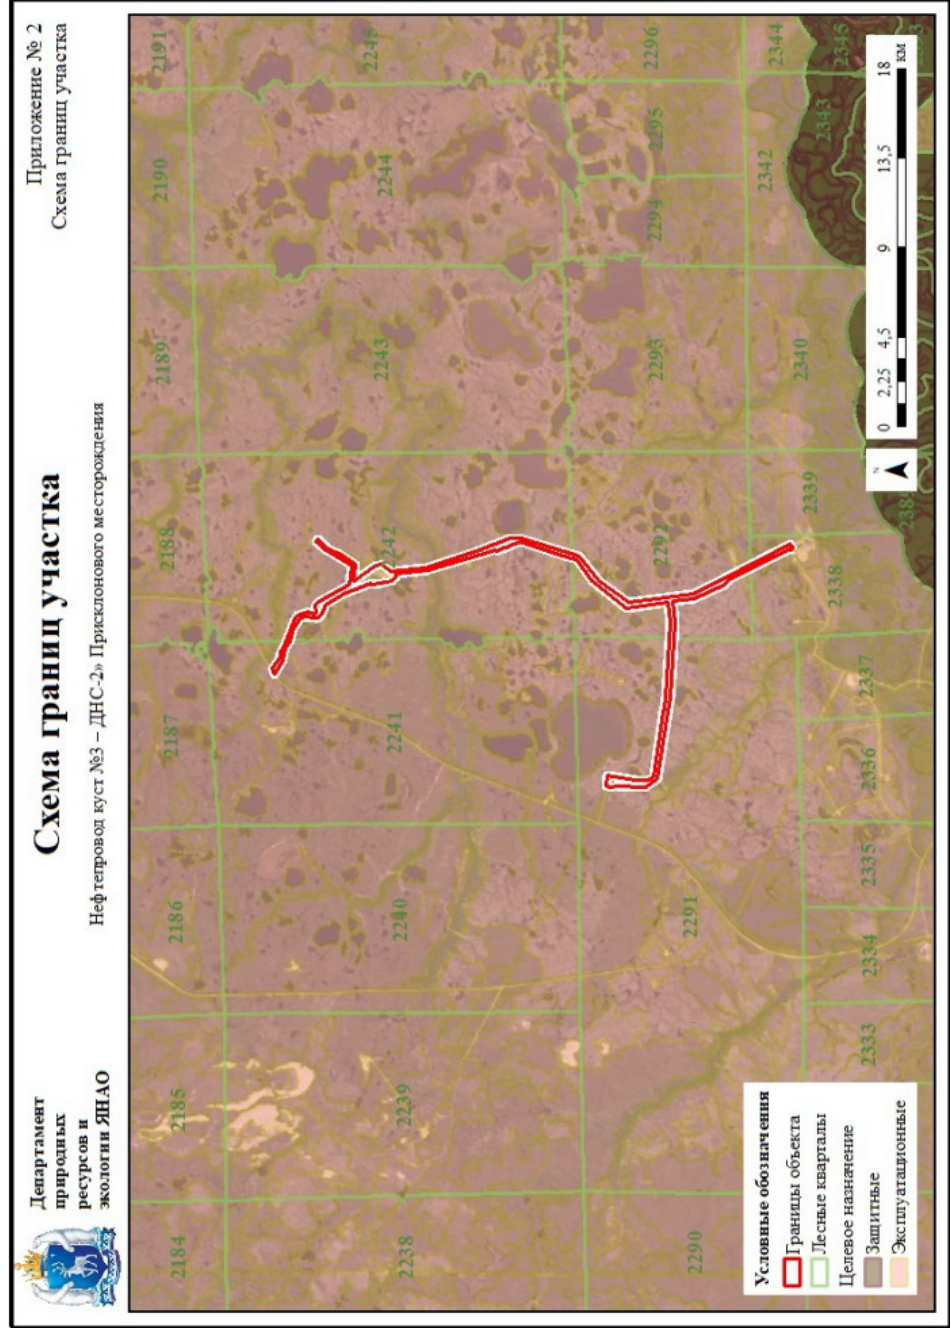 Департамент
природных
ресурсов и
экологии ЯНАО
Схема границ участка
Нефтепровод куст №3 – ДНС-2» Присклонового месторождения
Приложение № 2
Схема границ участка
2184
2185
2186
2187
2188
2189
2190
2191
2238
2239
2240
2241
2242
2243
2244
2245
2290
2291
2292
2293
2294
2295
2296
2333
2334
2335
2336
2337
2338
2339
2340
2342
2343
2344
2345
Условные обозначения
Границы объекта
Лесные кварталы
Целевое назначение
Защитные
Эксплуатационные
N
0 2,25 4,5 9 13,5 18
км